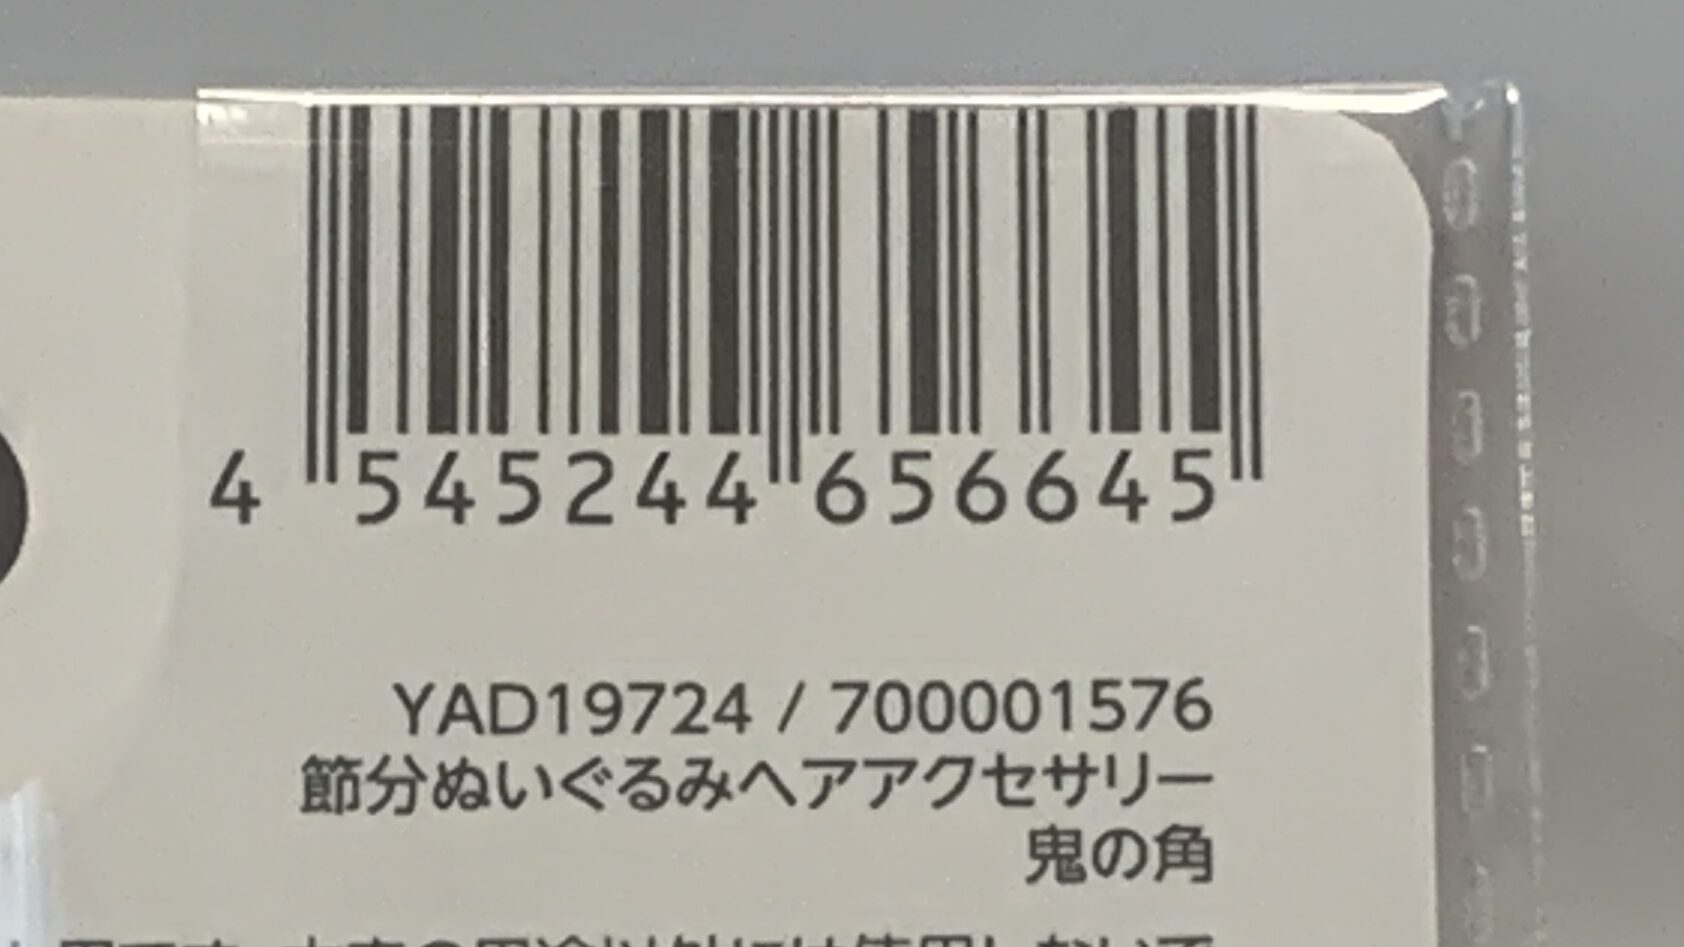 4 545244 656645
YAD19724 / 700001576
節分ぬいぐるみヘアアクセサリー
鬼の角